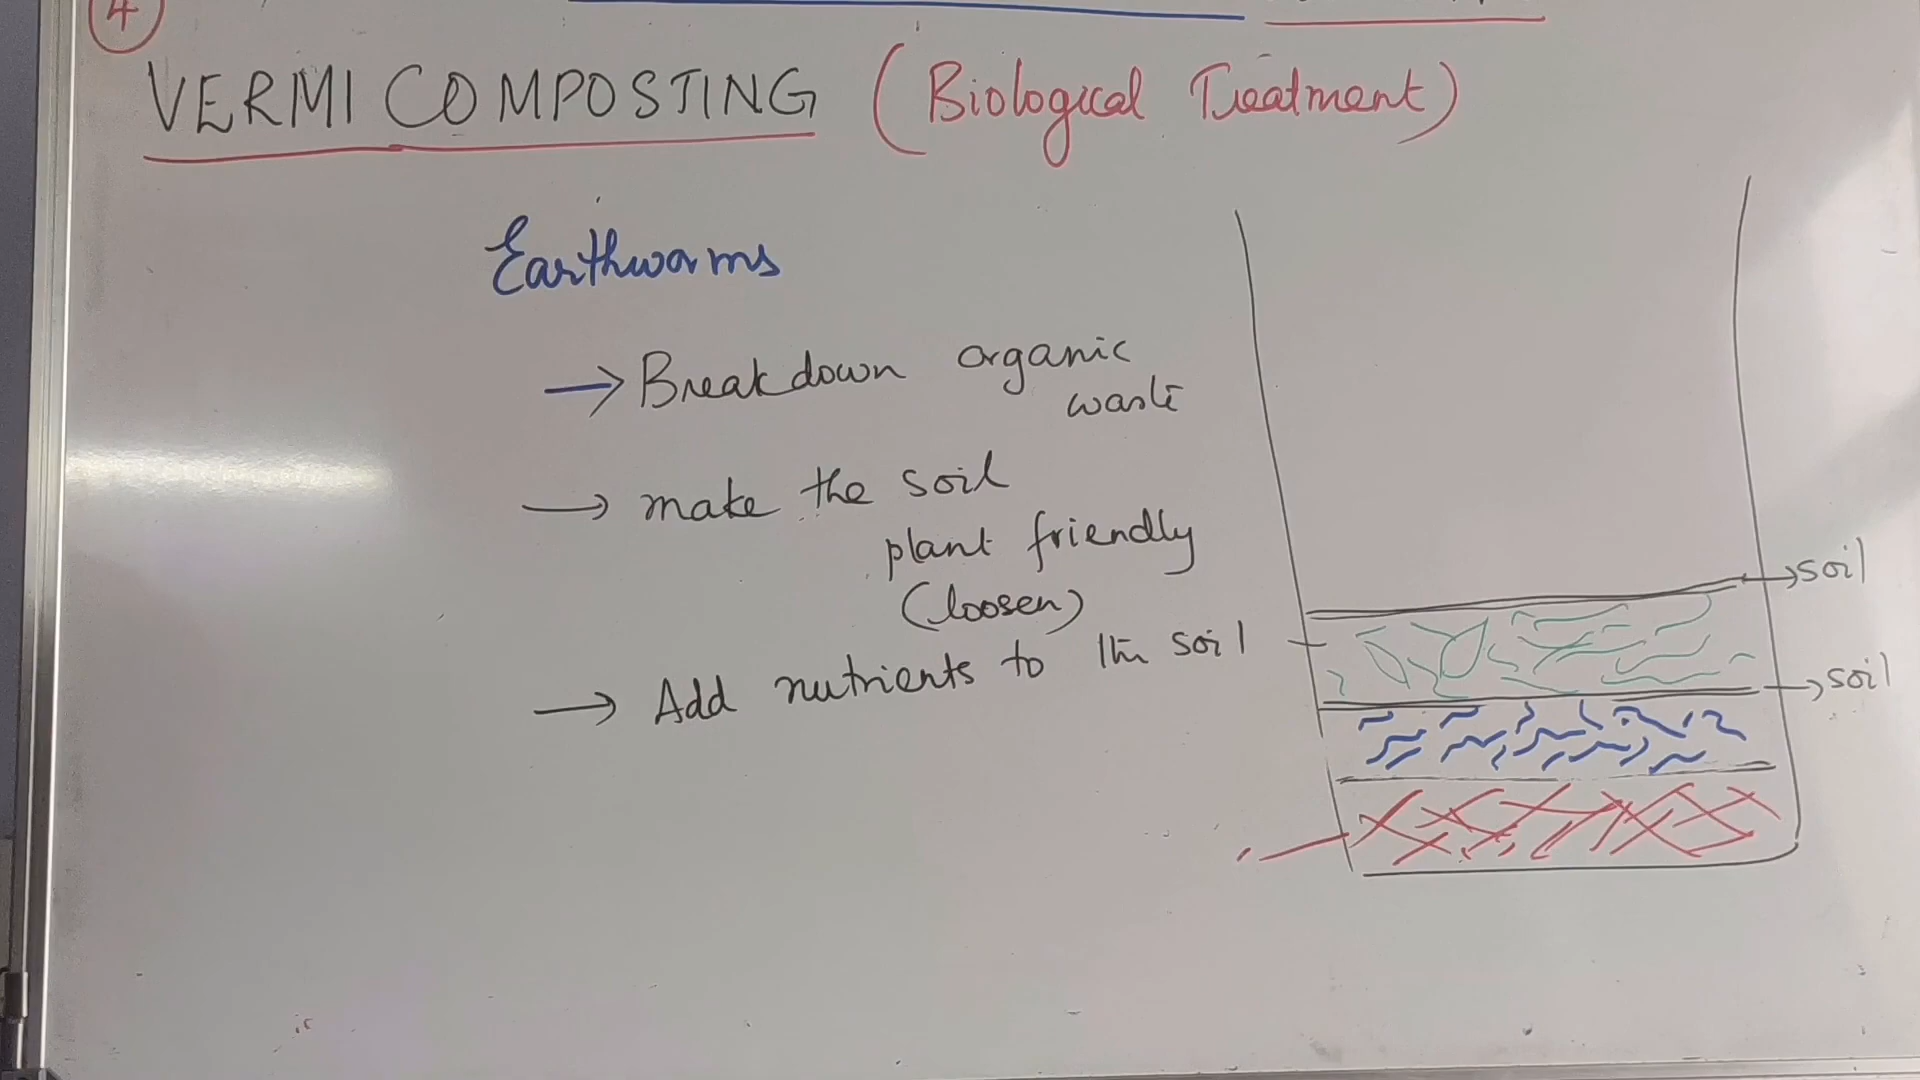 4
VERMI COMPOSTING (Biological Treatment)
Earthworms
→ Breakdown organic
waste
→ make the soil
plant friendly
(loosen)
→ Add nutrients to the soil
→ soil
→ soil